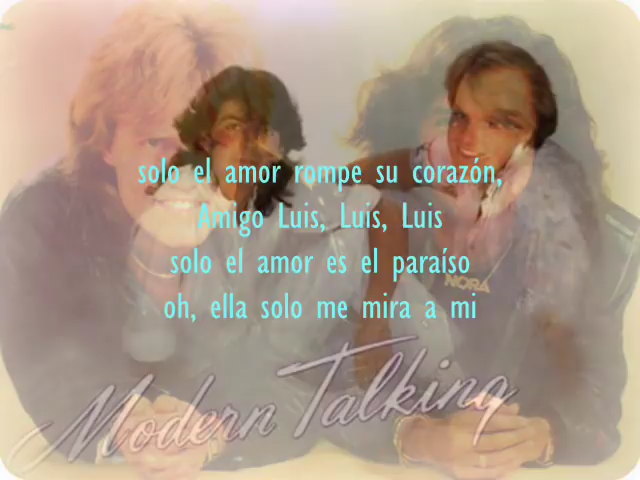 solo el amor rompe su corazón,
Amigo Luis, Luis, Luis
solo el amor es el paraíso
oh, ella solo me mira a mi
NORA
Modern Talking